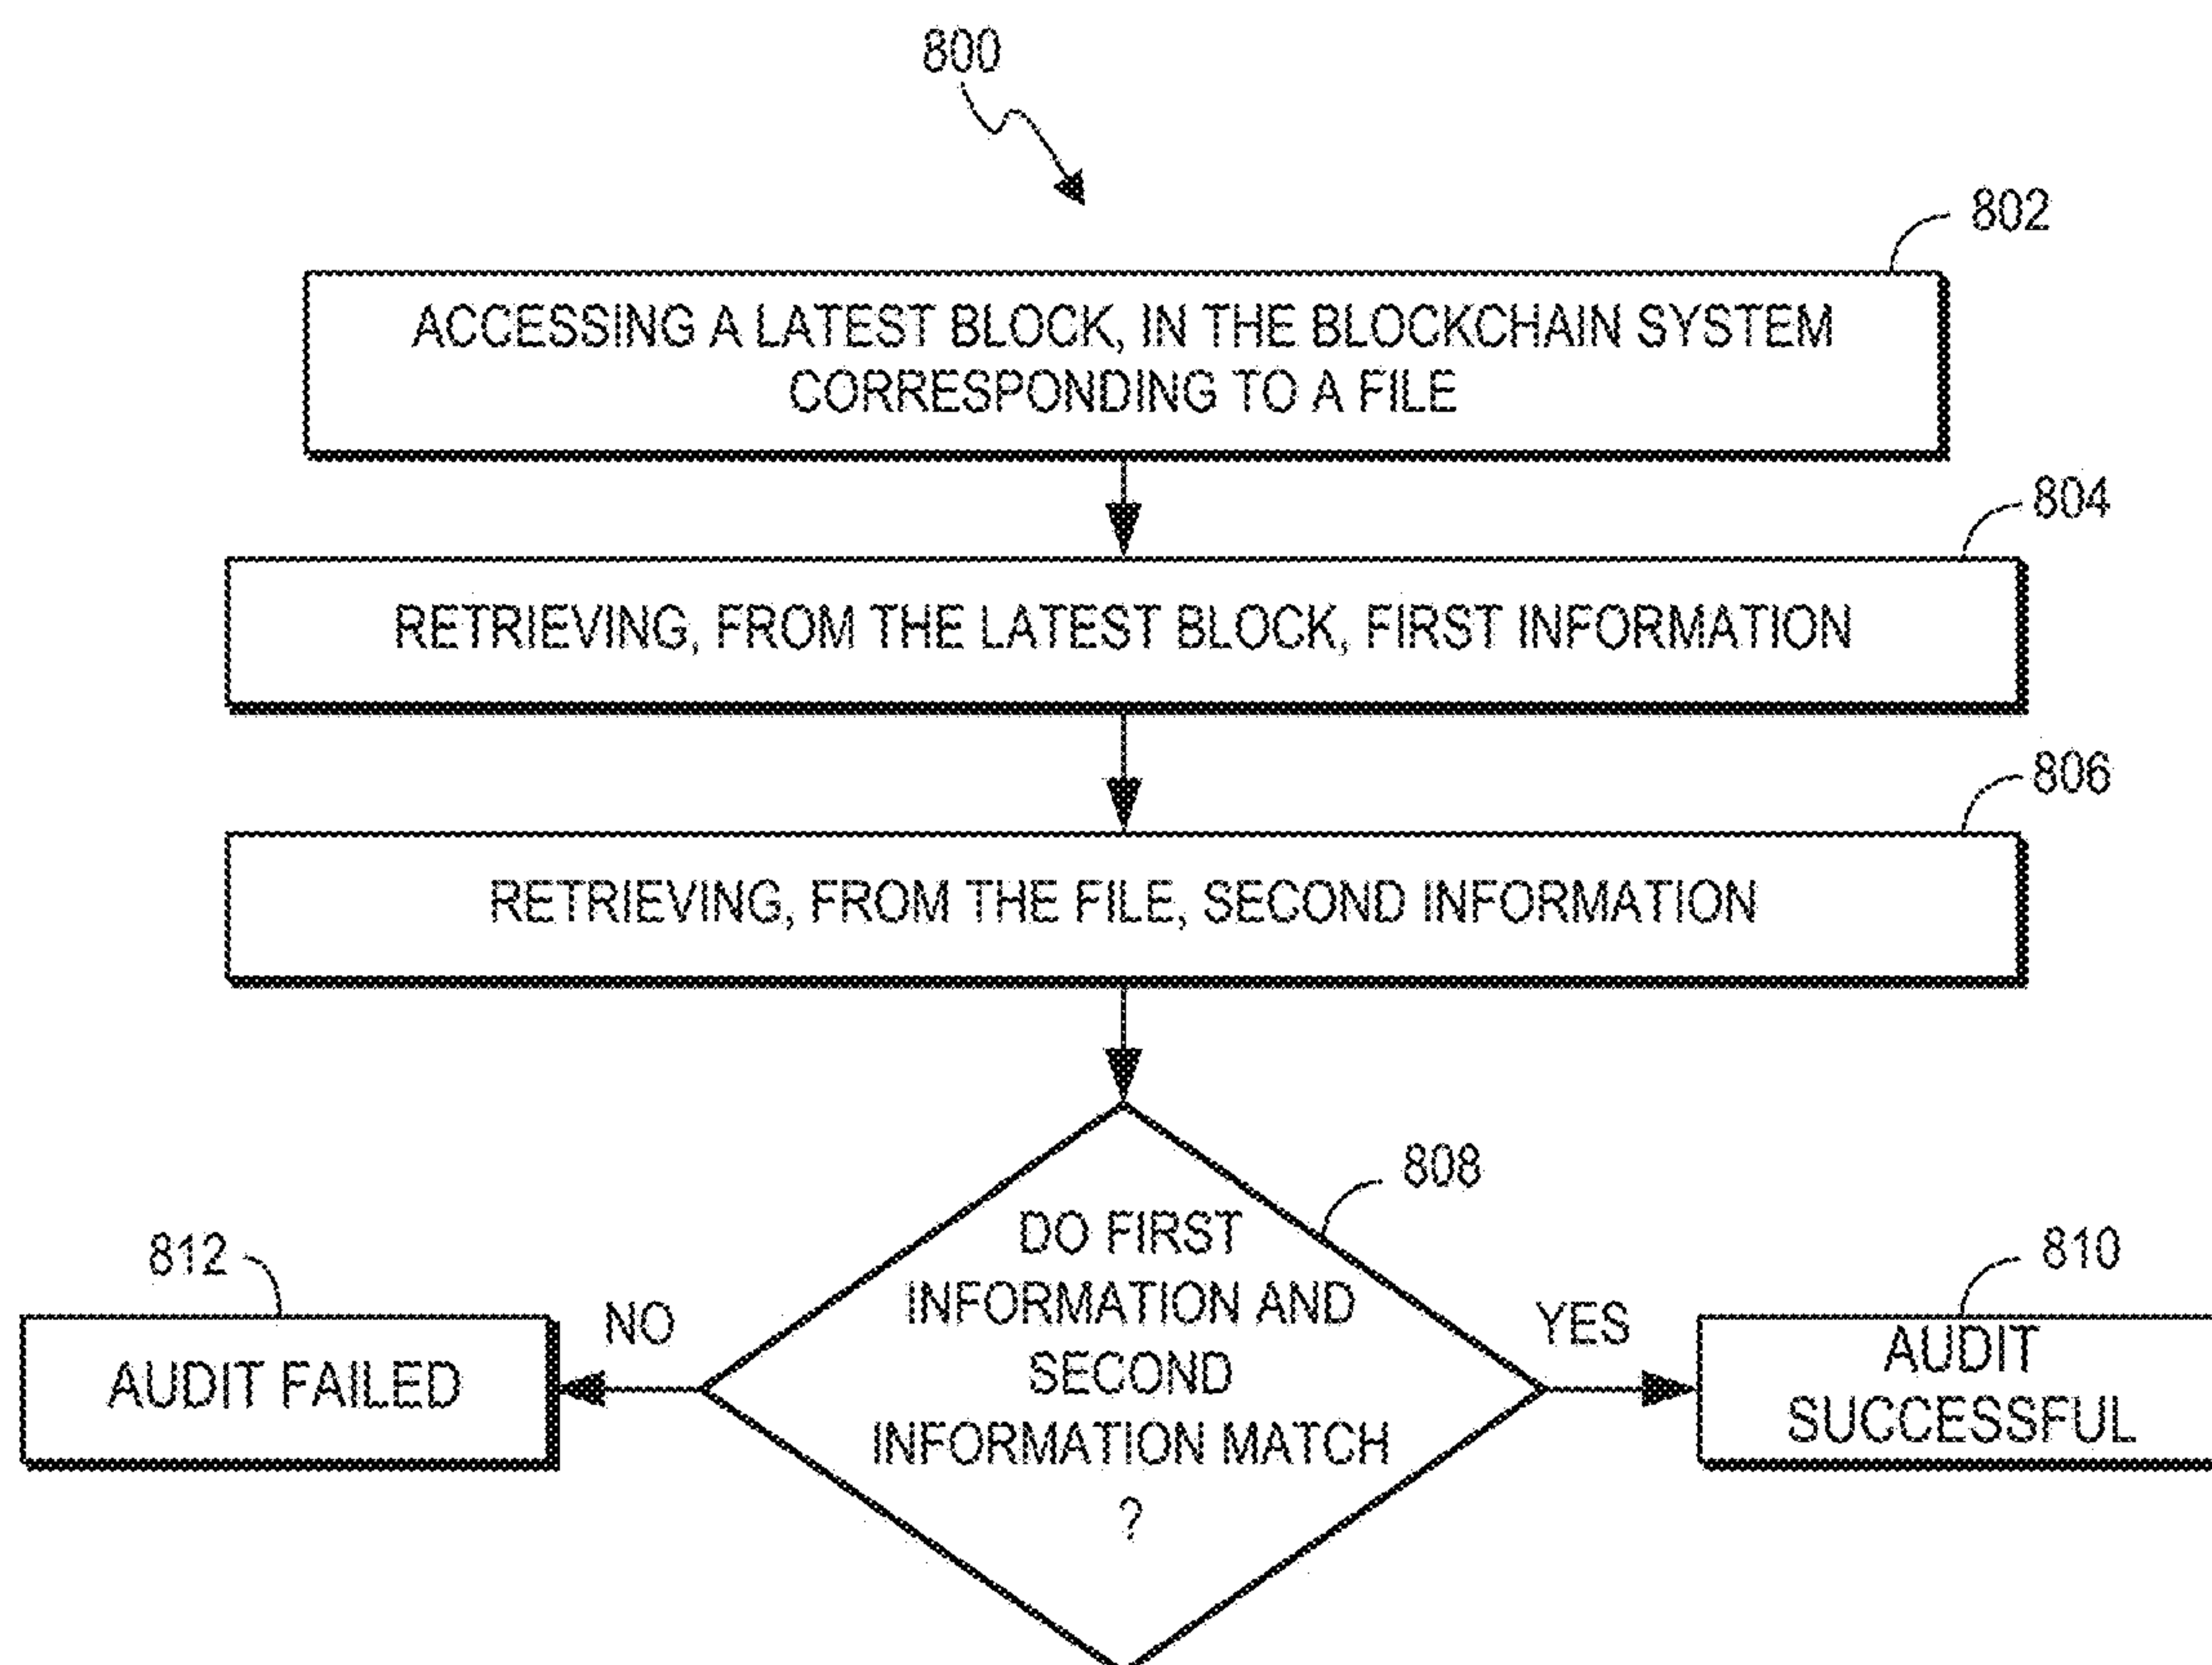 800
802
ACCESSING A LATEST BLOCK, IN THE BLOCKCHAIN SYSTEM
CORRESPONDING TO A FILE
804
RETRIEVING, FROM THE LATEST BLOCK, FIRST INFORMATION
806
RETRIEVING, FROM THE FILE, SECOND INFORMATION
808
DO FIRST
INFORMATION AND
SECOND
INFORMATION MATCH
?
812
NO
AUDIT FAILED
YES
810
AUDIT
SUCCESSFUL